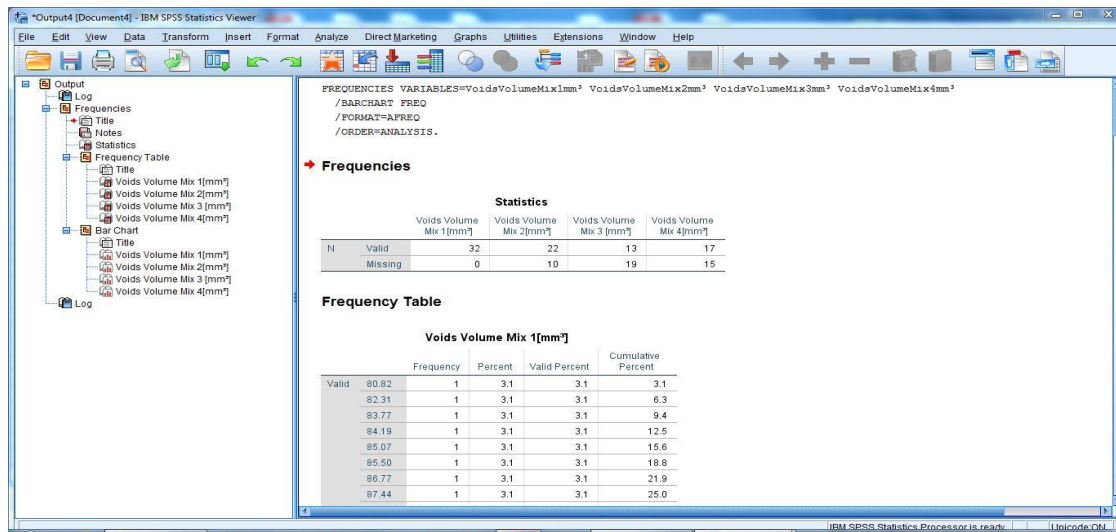 *Output4 [Document4] - IBM SPSS Statistics Viewer
File Edit View Data Transform Insert Format Analyze Direct Marketing Graphs Utilities Extensions Window Help
Output
Log
Frequencies
Title
Notes
Statistics
Frequency Table
Title
Voids Volume Mix 1[mm³]
Voids Volume Mix 2[mm³]
Voids Volume Mix 3 [mm³]
Voids Volume Mix 4[mm³]
Bar Chart
Title
Voids Volume Mix 1[mm³]
Voids Volume Mix 2[mm³]
Voids Volume Mix 3 [mm³]
Voids Volume Mix 4[mm³]
Log
FREQUENCIES VARIABLES=VoidsVolumeMix1mm³ VoidsVolumeMix2mm³ VoidsVolumeMix3mm³ VoidsVolumeMix4mm³
/BARCHART FREQ
/FORMAT=AFREQ
/ORDER=ANALYSIS.
Frequencies
Statistics
Voids Volume Mix 1[mm³] Voids Volume Mix 2[mm³] Voids Volume Mix 3 [mm³] Voids Volume Mix 4[mm³]
N Valid 32 22 13 17
Missing 0 10 19 15
Frequency Table
Voids Volume Mix 1[mm³]
Frequency Percent Valid Percent Cumulative Percent
Valid 80.82 1 3.1 3.1 3.1
82.31 1 3.1 3.1 6.3
83.77 1 3.1 3.1 9.4
84.19 1 3.1 3.1 12.5
85.07 1 3.1 3.1 15.6
85.50 1 3.1 3.1 18.8
86.77 1 3.1 3.1 21.9
87.44 1 3.1 3.1 25.0
IBM SPSS Statistics Processor is ready Unicode:ON